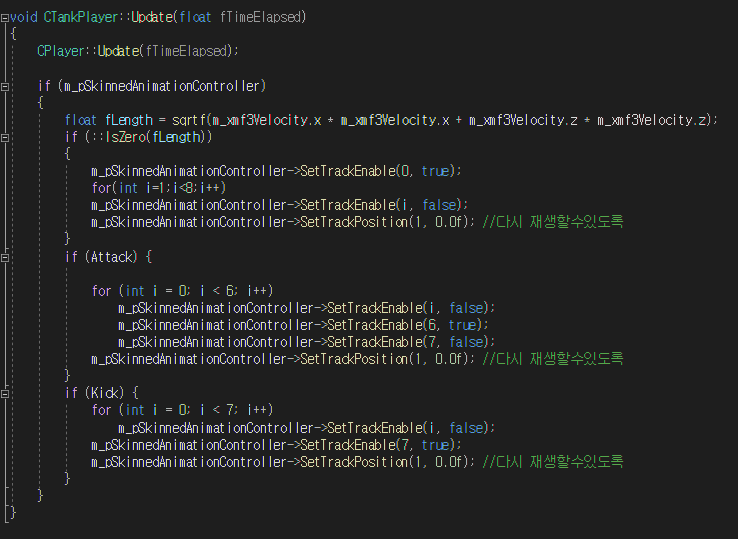 void CTankPlayer::Update(float fTimeElapsed)
{
CPlayer::Update(fTimeElapsed);
if (m_pSkinnedAnimationController)
{
float fLength = sqrtf(m_xmf3Velocity.x * m_xmf3Velocity.x + m_xmf3Velocity.z * m_xmf3Velocity.z);
if (::IsZero(fLength))
{
m_pSkinnedAnimationController->SetTrackEnable(0, true);
for(int i=1;i<8;i++)
m_pSkinnedAnimationController->SetTrackEnable(i, false);
m_pSkinnedAnimationController->SetTrackPosition(1, 0.0f); //다시 재생할수있도록
}
if (Attack) {
for (int i = 0; i < 6; i++)
m_pSkinnedAnimationController->SetTrackEnable(i, false);
m_pSkinnedAnimationController->SetTrackEnable(6, true);
m_pSkinnedAnimationController->SetTrackEnable(7, false);
m_pSkinnedAnimationController->SetTrackPosition(1, 0.0f); //다시 재생할수있도록
}
if (Kick) {
for (int i = 0; i < 7; i++)
m_pSkinnedAnimationController->SetTrackEnable(i, false);
m_pSkinnedAnimationController->SetTrackEnable(7, true);
m_pSkinnedAnimationController->SetTrackPosition(1, 0.0f); //다시 재생할수있도록
}
}
}